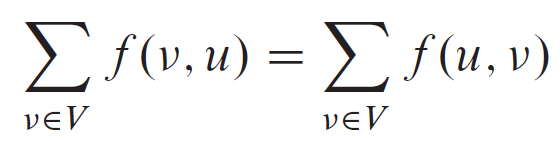 ∑_{v∈V} f(v, u) = ∑_{v∈V} f(u, v)